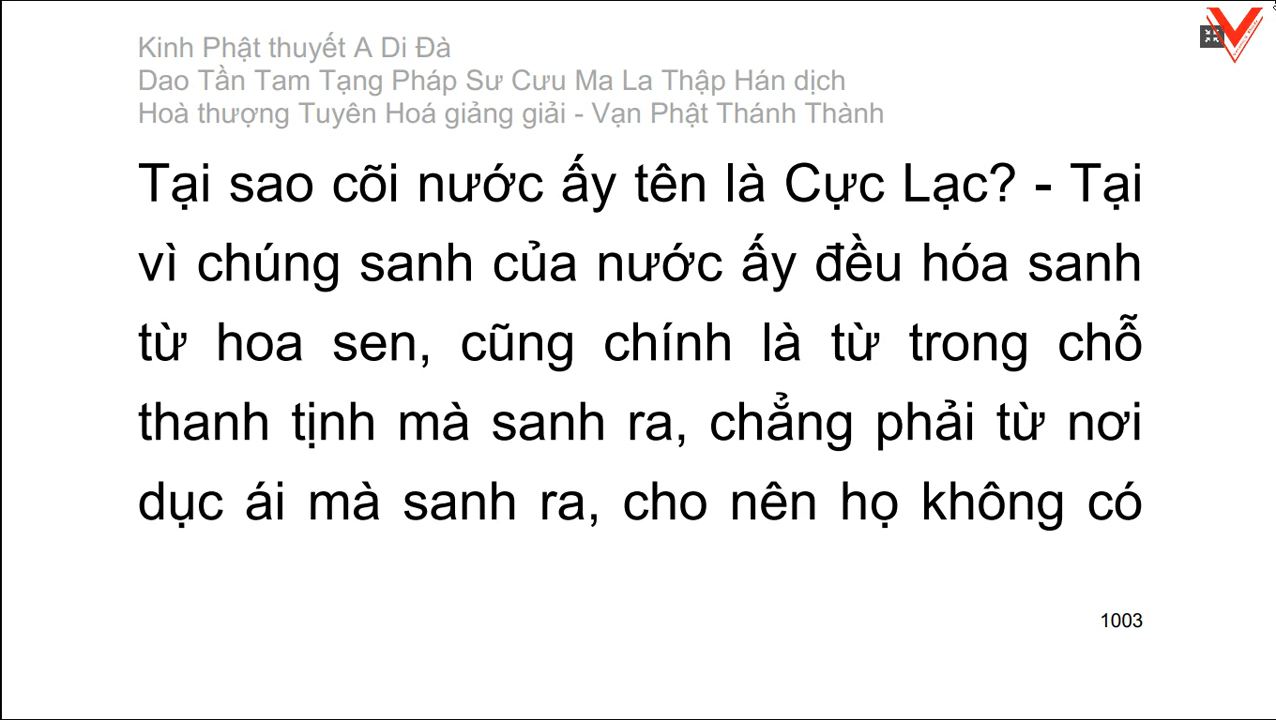 Kinh Phật thuyết A Di Đà
Dao Tần Tam Tạng Pháp Sư Cưu Ma La Thập Hán dịch
Hoà thượng Tuyên Hoá giảng giải - Vạn Phật Thánh Thành
Tại sao cõi nước ấy tên là Cực Lạc? - Tại
vì chúng sanh của nước ấy đều hóa sanh
từ hoa sen, cũng chính là từ trong chỗ
thanh tịnh mà sanh ra, chẳng phải từ nơi
dục ái mà sanh ra, cho nên họ không có
1003